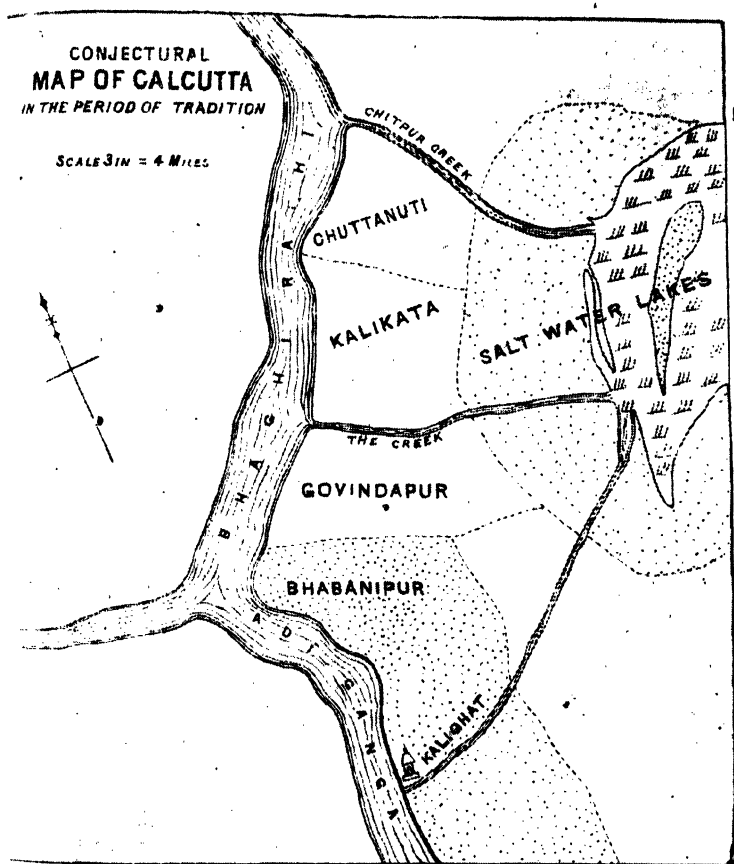 CONJECTURAL
MAP OF CALCUTTA
IN THE PERIOD OF TRADITION
SCALE 3 IN = 4 MILES
CHITPUR CREEK
CHUTTANUTI
KALIKATA
SALT WATER LAKES
BHAGHIRATHI
THE CREEK
GOVINDAPUR
BHABANIPUR
ADI GANGA
KALIGHAT